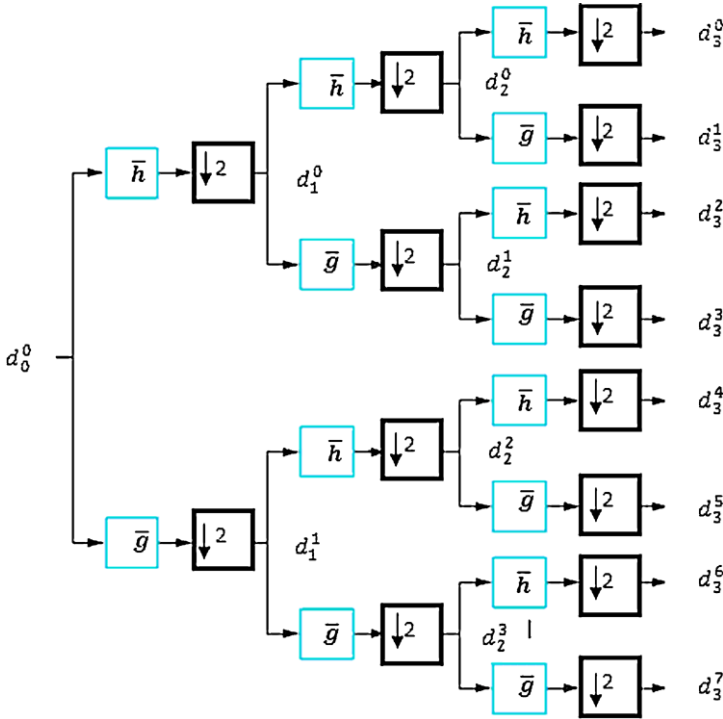 h̅ ↓2 d₃⁰
h̅ ↓2 d₂⁰
g̅ ↓2 d₃¹
h̅ ↓2 d₁⁰
h̅ ↓2 d₃²
g̅ ↓2 d₂¹
g̅ ↓2 d₃³
d₀⁰
h̅ ↓2 d₃⁴
h̅ ↓2 d₂²
g̅ ↓2 d₃⁵
g̅ ↓2 d₁¹
h̅ ↓2 d₃⁶
g̅ ↓2 d₂³ |
g̅ ↓2 d₃⁷